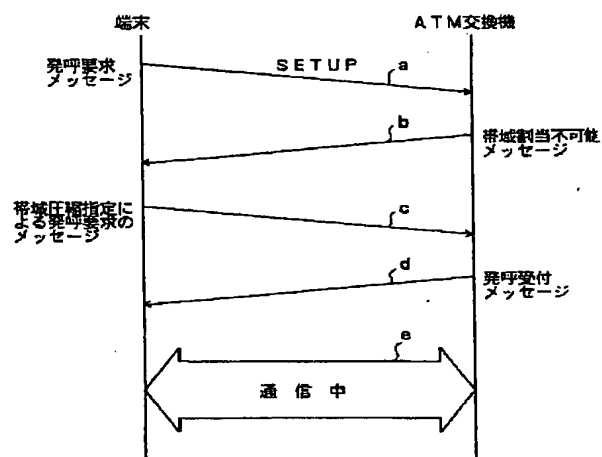 端末
ATM交換機
発呼要求
メッセージ
SETUP
a
b
帯域割当不可能
メッセージ
帯域圧縮指定に
よる発呼要求の
メッセージ
c
d
発呼受付
メッセージ
e
通信中